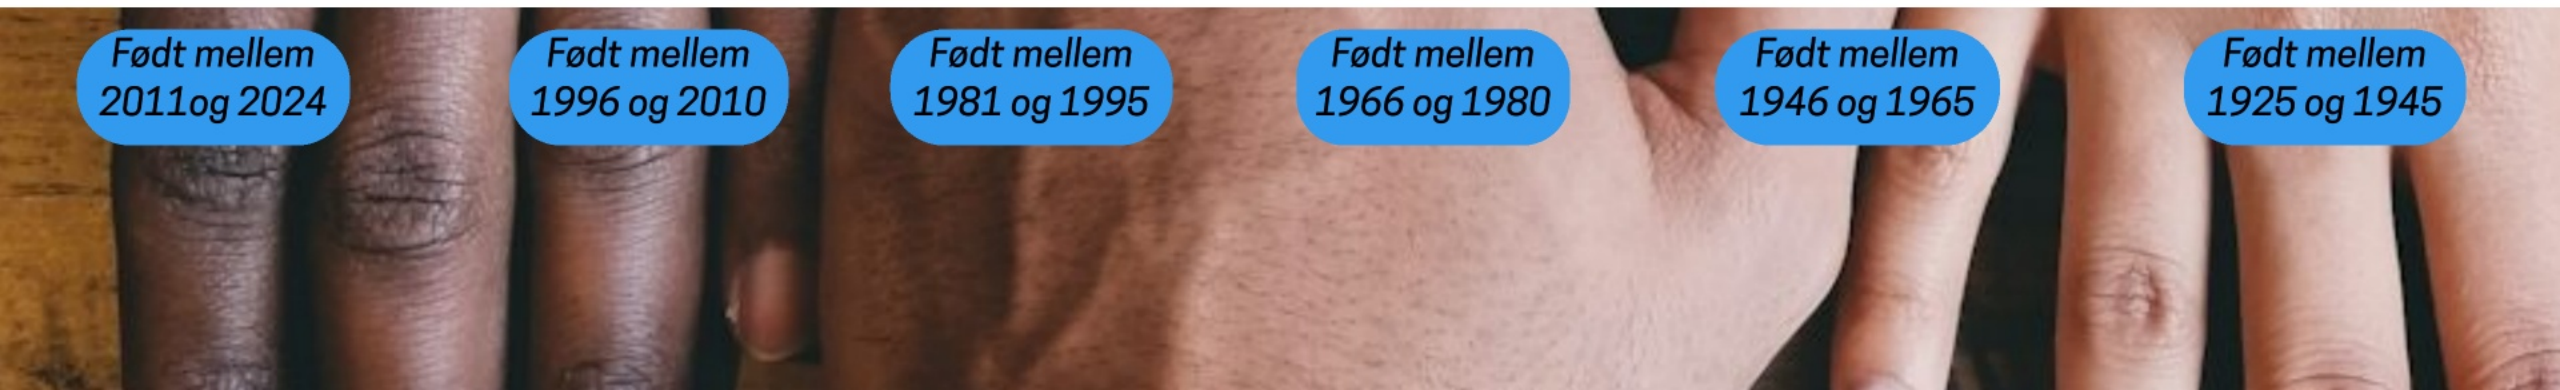 Født mellem
2011og 2024
Født mellem
1996 og 2010
Født mellem
1981 og 1995
Født mellem
1966 og 1980
Født mellem
1946 og 1965
Født mellem
1925 og 1945